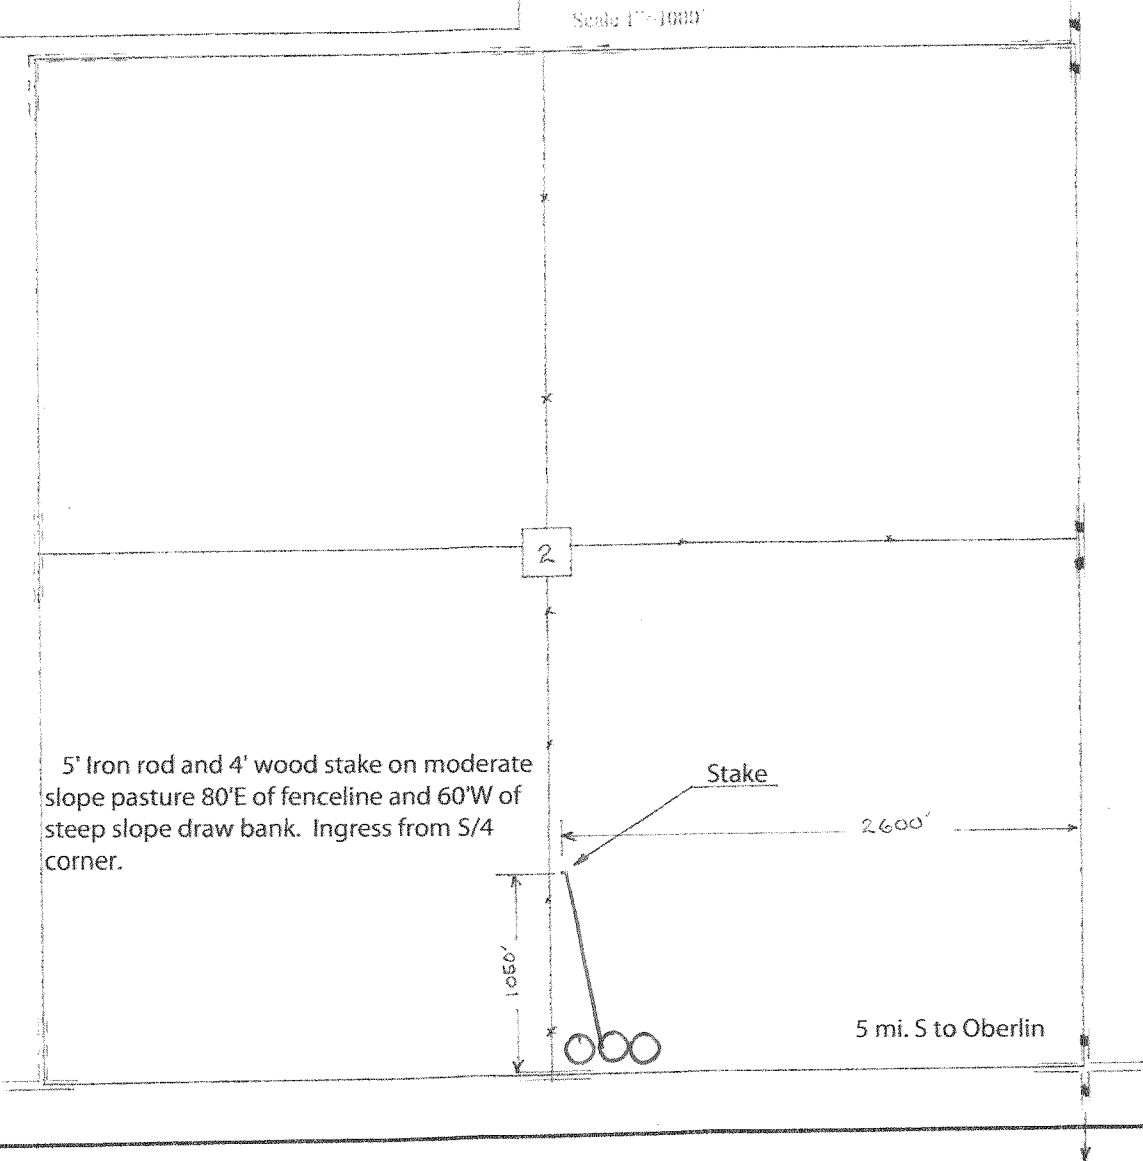 Scale 1"=1000'
2
5' Iron rod and 4' wood stake on moderate
slope pasture 80'E of fenceline and 60'W of
steep slope draw bank. Ingress from S/4
corner.
Stake
2600'
1050'
5 mi. S to Oberlin